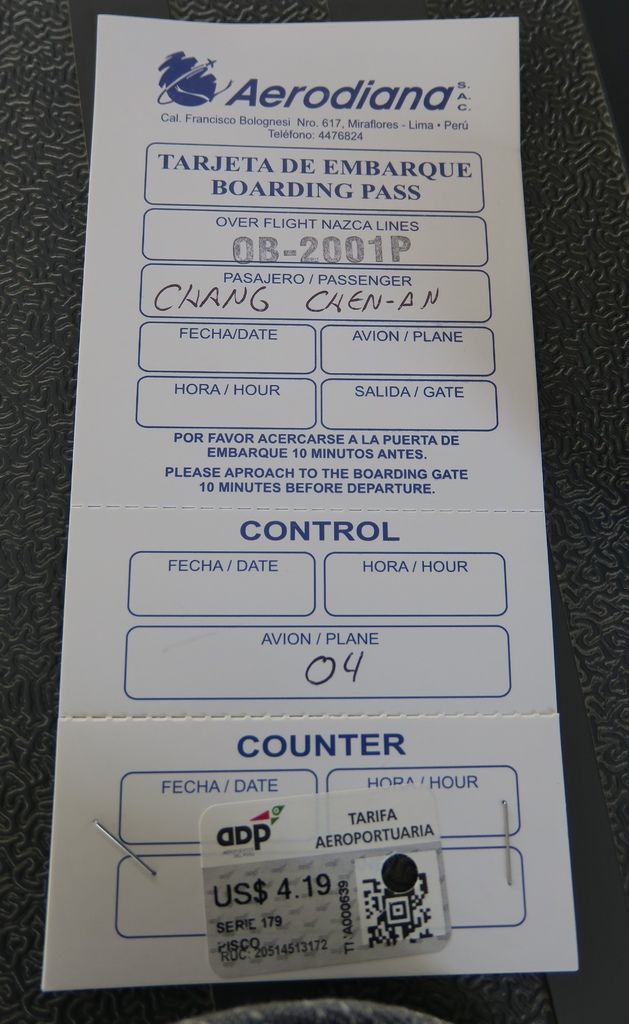 Aerodiana S.A.C.
Cal. Francisco Bolognesi Nro. 617, Miraflores - Lima • Perú
Teléfono: 4476824
TARJETA DE EMBARQUE
BOARDING PASS
OVER FLIGHT NAZCA LINES
OB-2001P
PASAJERO / PASSENGER
CHANG CHEN-AN
FECHA/DATE AVION / PLANE
HORA / HOUR SALIDA / GATE
POR FAVOR ACERCARSE A LA PUERTA DE
EMBARQUE 10 MINUTOS ANTES.
PLEASE APROACH TO THE BOARDING GATE
10 MINUTES BEFORE DEPARTURE.
CONTROL
FECHA / DATE HORA / HOUR
AVION / PLANE
04
COUNTER
FECHA / DATE HORA / HOUR
adp
TARIFA
AEROPORTUARIA
US$ 4.19
SERIE 179
PISCO
RUC: 20514513172